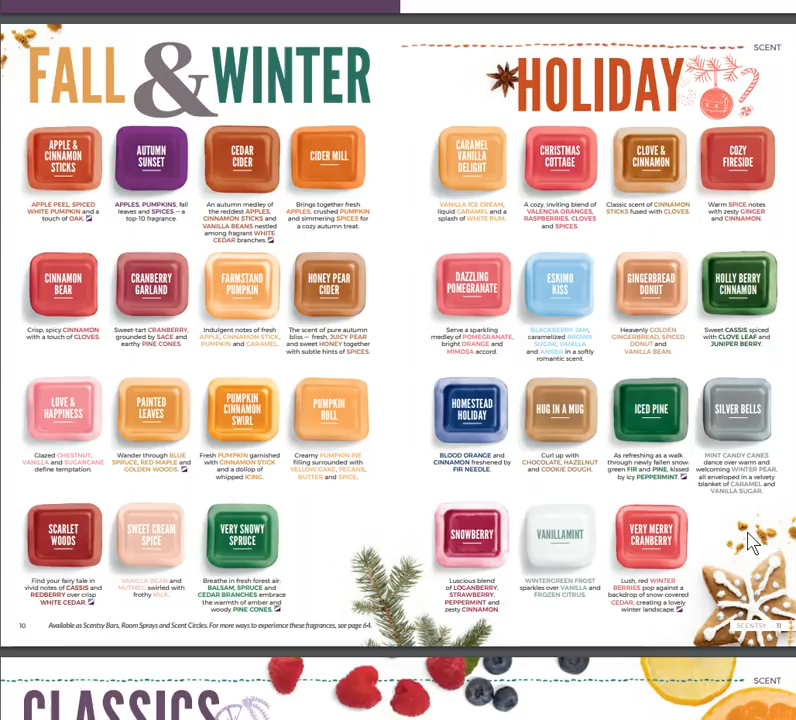 SCENT
FALL & WINTER
HOLIDAY
APPLE &
CINNAMON
STICKS
APPLE PEEL, SPICED
WHITE PUMPKIN and a
touch of OAK.
AUTUMN
SUNSET
APPLES, PUMPKINS, fall
leaves and SPICES — a
top-10 fragrance.
CEDAR
CIDER
An autumn medley of
the reddest APPLES,
CINNAMON STICKS and
VANILLA BEANS nestled
among fragrant WHITE
CEDAR branches.
CIDER MILL
Brings together fresh
APPLES, crushed PUMPKIN
and simmering SPICES for
a cozy autumn treat.
CINNAMON
BEAR
Crisp, spicy CINNAMON
with a touch of CLOVES.
CRANBERRY
GARLAND
Sweet-tart CRANBERRY,
grounded by SAGE and
earthy PINE CONES.
FARMSTAND
PUMPKIN
Indulgent notes of fresh
APPLE, CINNAMON STICK,
PUMPKIN and CARAMEL.
HONEY PEAR
CIDER
The scent of pure autumn
bliss — fresh, JUICY PEAR
and sweet HONEY together
with subtle hints of SPICES.
LOVE &
HAPPINESS
Glazed CHESTNUT,
VANILLA and SUGARCANE
define temptation.
PAINTED
LEAVES
Wander through BLUE
SPRUCE, RED MAPLE and
GOLDEN WOODS.
PUMPKIN
CINNAMON
SWIRL
Fresh PUMPKIN garnished
with CINNAMON STICK
and a dollop of
whipped ICING.
PUMPKIN
ROLL
Creamy PUMPKIN PIE
filling surrounded with
YELLOW CAKE, PECANS,
BUTTER and SPICE.
SCARLET
WOODS
Find your fairy tale in
vivid notes of CASSIS and
REDBERRY over crisp
WHITE CEDAR.
SWEET CREAM
SPICE
VANILLA BEAN and
NUTMEG swirled with
frothy MILK.
VERY SNOWY
SPRUCE
Breathe in fresh forest air:
BALSAM, SPRUCE and
CEDAR BRANCHES embrace
the warmth of amber and
woody PINE CONES.
10
Available as Scentsy Bars, Room Sprays and Scent Circles. For more ways to experience these fragrances, see page 64.
CARAMEL
VANILLA
DELIGHT
VANILLA ICE CREAM,
liquid CARAMEL and a
splash of WHITE RUM.
CHRISTMAS
COTTAGE
A cozy, inviting blend of
VALENCIA ORANGES,
RASPBERRIES, CLOVES
and SPICES.
CLOVE &
CINNAMON
Classic scent of CINNAMON
STICKS fused with CLOVES.
COZY
FIRESIDE
Warm SPICE notes
with zesty GINGER
and CINNAMON.
DAZZLING
POMEGRANATE
Serve a sparkling
medley of POMEGRANATE,
bright ORANGE and
MIMOSA accord.
ESKIMO
KISS
BLACKBERRY JAM,
caramelized BROWN
SUGAR, VANILLA
and AMBER in a softly
romantic scent.
GINGERBREAD
DONUT
Heavenly GOLDEN
GINGERBREAD, SPICED
DONUT and
VANILLA BEAN.
HOLLY BERRY
CINNAMON
Sweet CASSIS spiced
with CLOVE LEAF and
JUNIPER BERRY.
HOMESTEAD
HOLIDAY
BLOOD ORANGE and
CINNAMON freshened by
FIR NEEDLE.
HUG IN A MUG
Curl up with
CHOCOLATE, HAZELNUT
and COOKIE DOUGH.
ICED PINE
As refreshing as a walk
through newly fallen snow:
green FIR and PINE, kissed
by icy PEPPERMINT.
SILVER BELLS
MINT CANDY CANES
dance over warm and
welcoming WINTER PEAR,
all enveloped in a velvety
blanket of CARAMEL and
VANILLA SUGAR.
SNOWBERRY
Luscious blend
of LOGANBERRY,
STRAWBERRY,
PEPPERMINT and
zesty CINNAMON.
VANILLAMINT
WINTERGREEN FROST
sparkles over VANILLA and
FROZEN CITRUS.
VERY MERRY
CRANBERRY
Lush, red WINTER
BERRIES pop against a
backdrop of snow-covered
CEDAR, creating a lovely
winter landscape.
SCENTSY 11
SCENT
CLASSICS